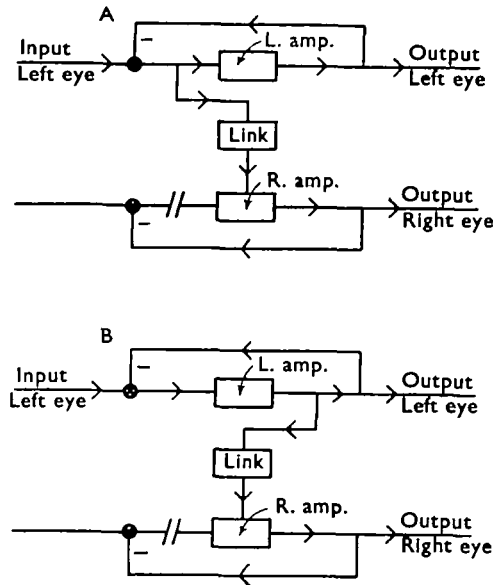 A
L. amp.
Input
Left eye
Output
Left eye
−
Link
R. amp.
Output
Right eye
−
B
L. amp.
Input
Left eye
Output
Left eye
−
Link
R. amp.
Output
Right eye
−